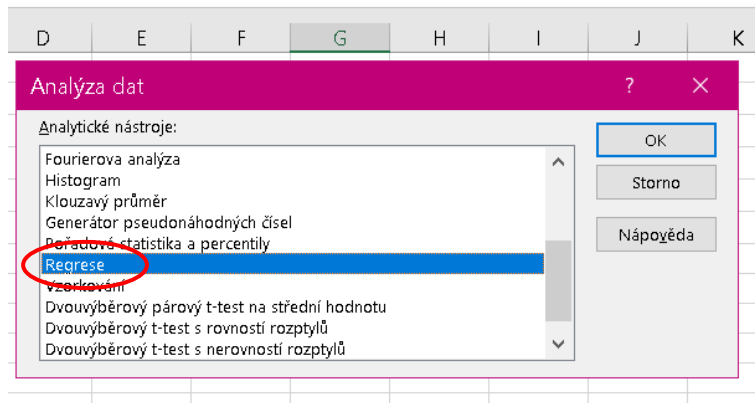 D E F G H I J K
Analýza dat ? ×
Analytické nástroje:
OK
Fourierova analýza
Histogram
Storno
Klouzavý průměr
Generátor pseudonáhodných čísel
Nápověda
Pořadová statistika a percentily
Regrese
Vzorkování
Dvouvýběrový párový t-test na střední hodnotu
Dvouvýběrový t-test s rovností rozptylů
Dvouvýběrový t-test s nerovností rozptylů